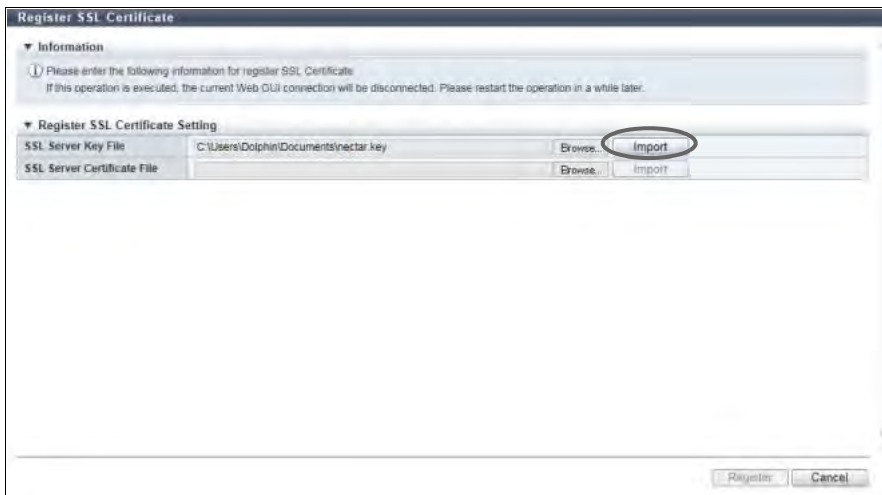 Register SSL Certificate
Information
Please enter the following information for register SSL Certificate
If this operation is executed, the current Web GUI connection will be disconnected. Please restart the operation in a while later.
Register SSL Certificate Setting
SSL Server Key File C:\Users\Dolphin\Documents\nectar.key Browse... Import
SSL Server Certificate File Browse... Import
Register Cancel